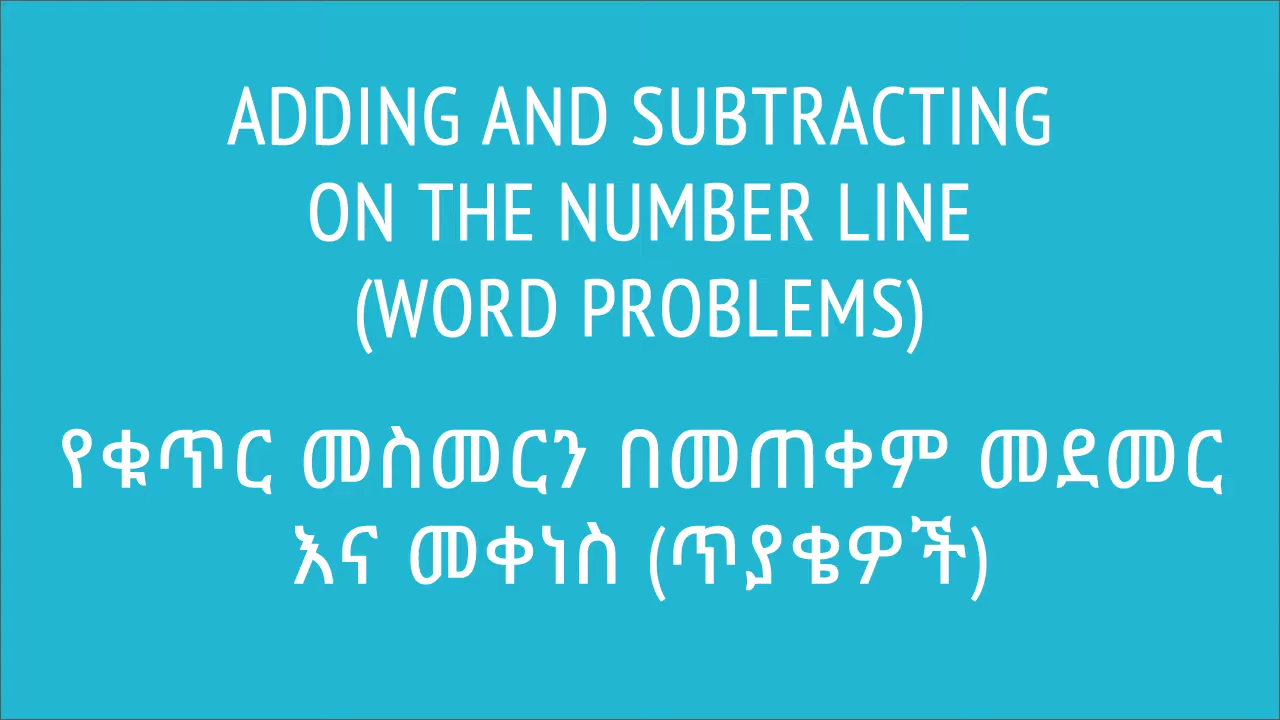 ADDING AND SUBTRACTING
ON THE NUMBER LINE
(WORD PROBLEMS)
የቁጥር መስመርን በመጠቀም መደመር
እና መቀነስ (ጥያቄዎች)